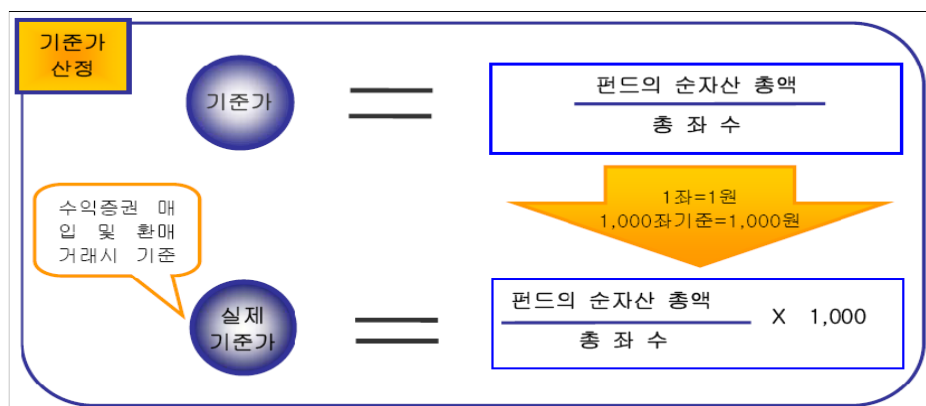 기준가
산정
기준가
펀드의 순자산 총액
총 좌 수
1좌=1원
1,000좌기준=1,000원
수익증권 매
입 및 환매
거래시 기준
실제
기준가
펀드의 순자산 총액
총 좌 수
X 1,000